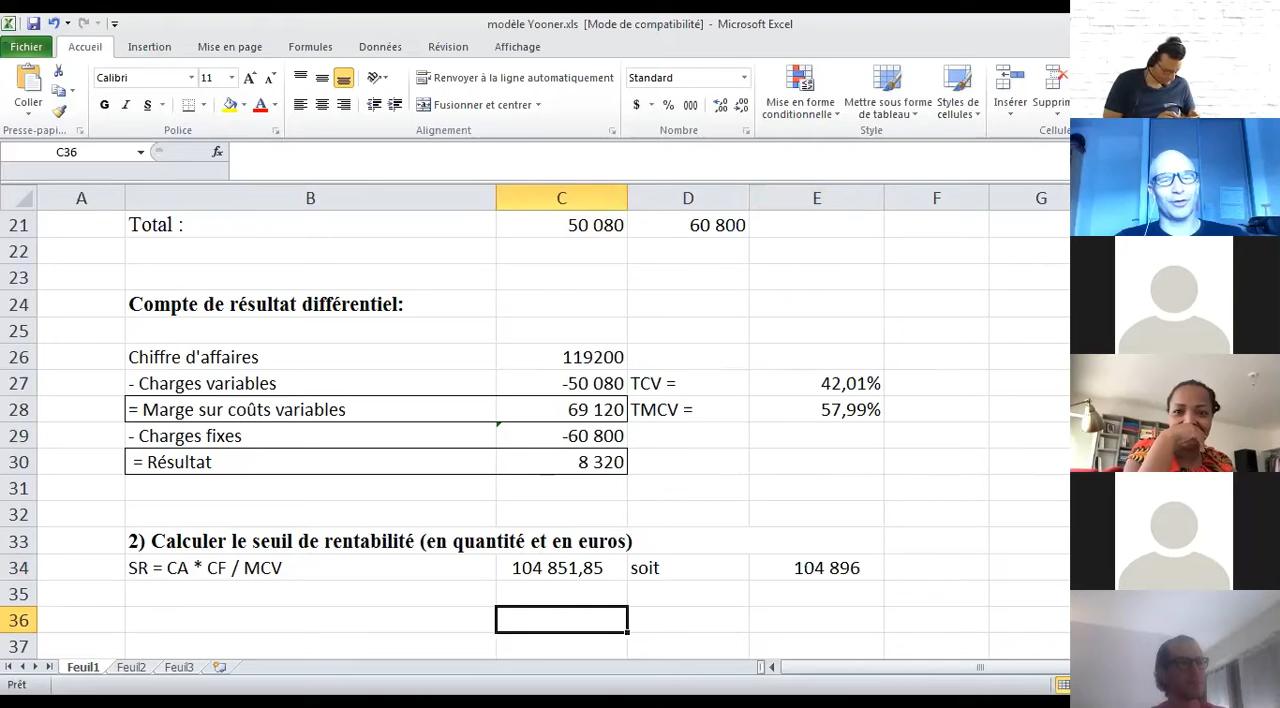 modèle Yooner.xls [Mode de compatibilité] - Microsoft Excel
Fichier Accueil Insertion Mise en page Formules Données Révision Affichage
Calibri 11 Renvoyer à la ligne automatiquement Standard
Coller G I S Fusionner et centrer $ % 000 Mise en forme conditionnelle Mettre sous forme de tableau Styles de cellules Insérer Supprim
Presse-papi... Police Alignement Nombre Style Cellule
C36 fx
A B C D E F G
21 Total : 50 080 60 800
22
23
24 Compte de résultat différentiel:
25
26 Chiffre d'affaires 119200
27 - Charges variables -50 080 TCV = 42,01%
28 = Marge sur coûts variables 69 120 TMCV = 57,99%
29 - Charges fixes -60 800
30 = Résultat 8 320
31
32
33 2) Calculer le seuil de rentabilité (en quantité et en euros)
34 SR = CA * CF / MCV 104 851,85 soit 104 896
35
36
37
Feuil1 Feuil2 Feuil3
Prêt